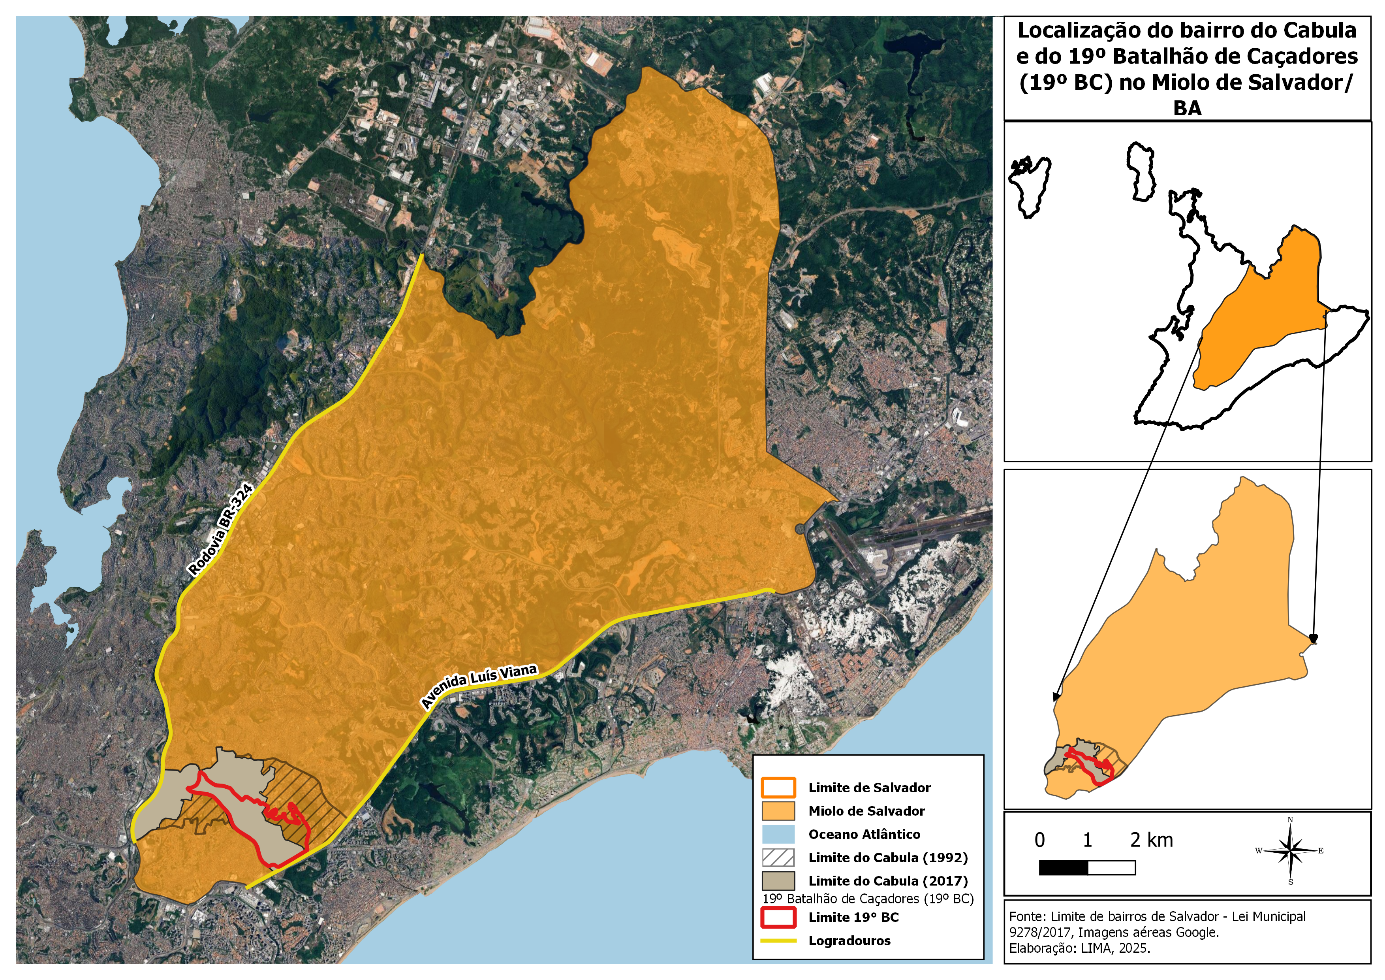 Localização do bairro do Cabula
e do 19º Batalhão de Caçadores
(19º BC) no Miolo de Salvador/
BA
Rodovia BR-324
Avenida Luís Viana
Limite de Salvador
Miolo de Salvador
Oceano Atlântico
Limite do Cabula (1992)
Limite do Cabula (2017)
19º Batalhão de Caçadores (19º BC)
Limite 19° BC
Logradouros
0 1 2 km
N
W E
S
Fonte: Limite de bairros de Salvador - Lei Municipal
9278/2017, Imagens aéreas Google.
Elaboração: LIMA, 2025.